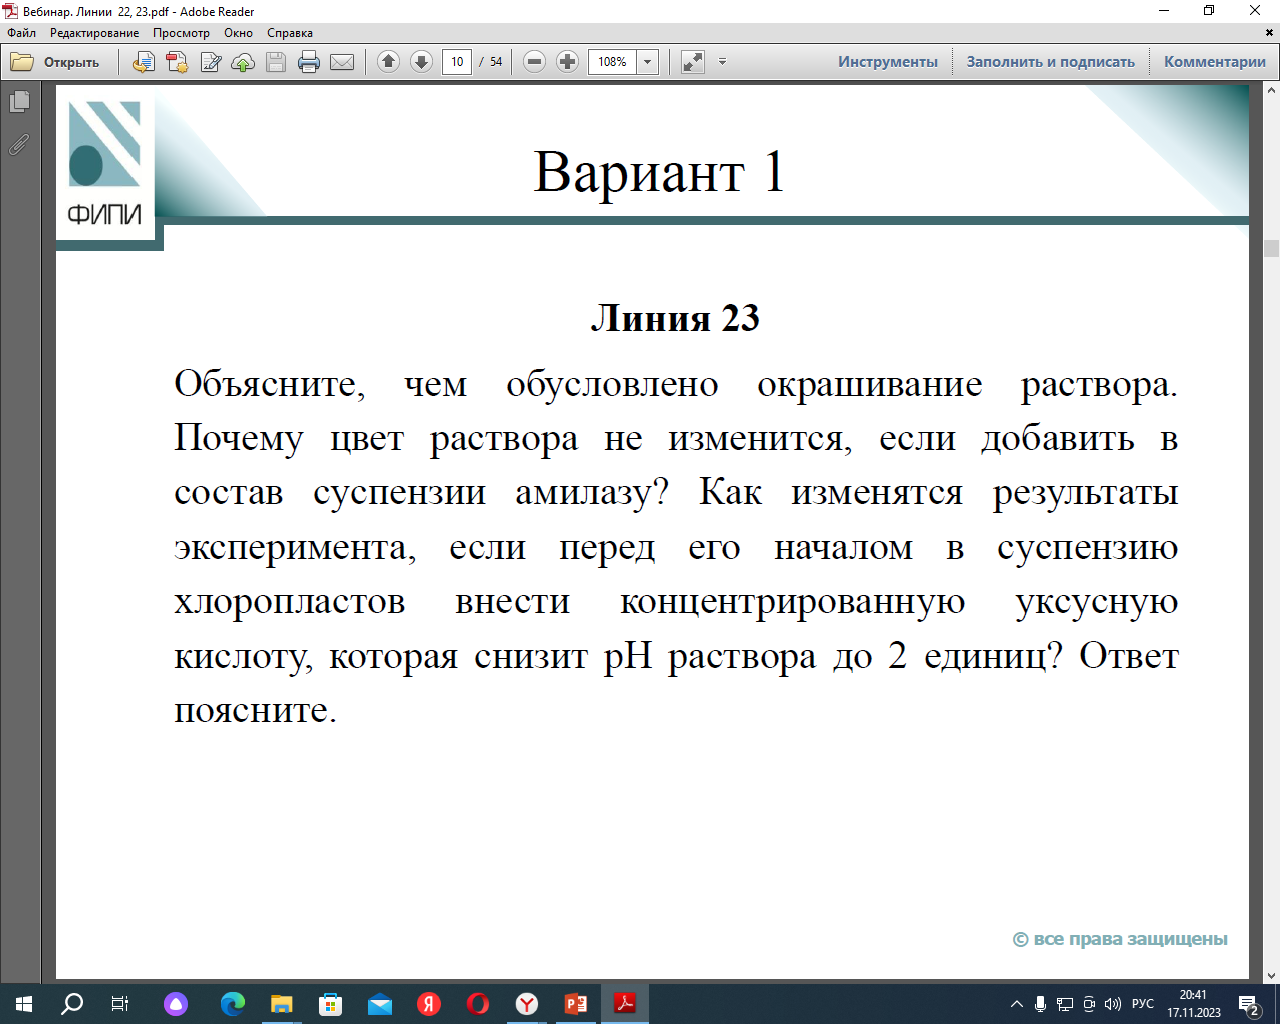 Вебинар. Линии 22, 23.pdf - Adobe Reader
Файл Редактирование Просмотр Окно Справка
Открыть 10 / 54 108% Инструменты Заполнить и подписать Комментарии
ФИПИ
Вариант 1
Линия 23
Объясните, чем обусловлено окрашивание раствора.
Почему цвет раствора не изменится, если добавить в
состав суспензии амилазу? Как изменятся результаты
эксперимента, если перед его началом в суспензию
хлоропластов внести концентрированную уксусную
кислоту, которая снизит рН раствора до 2 единиц? Ответ
поясните.
© все права защищены
РУС
20:41
17.11.2023
2